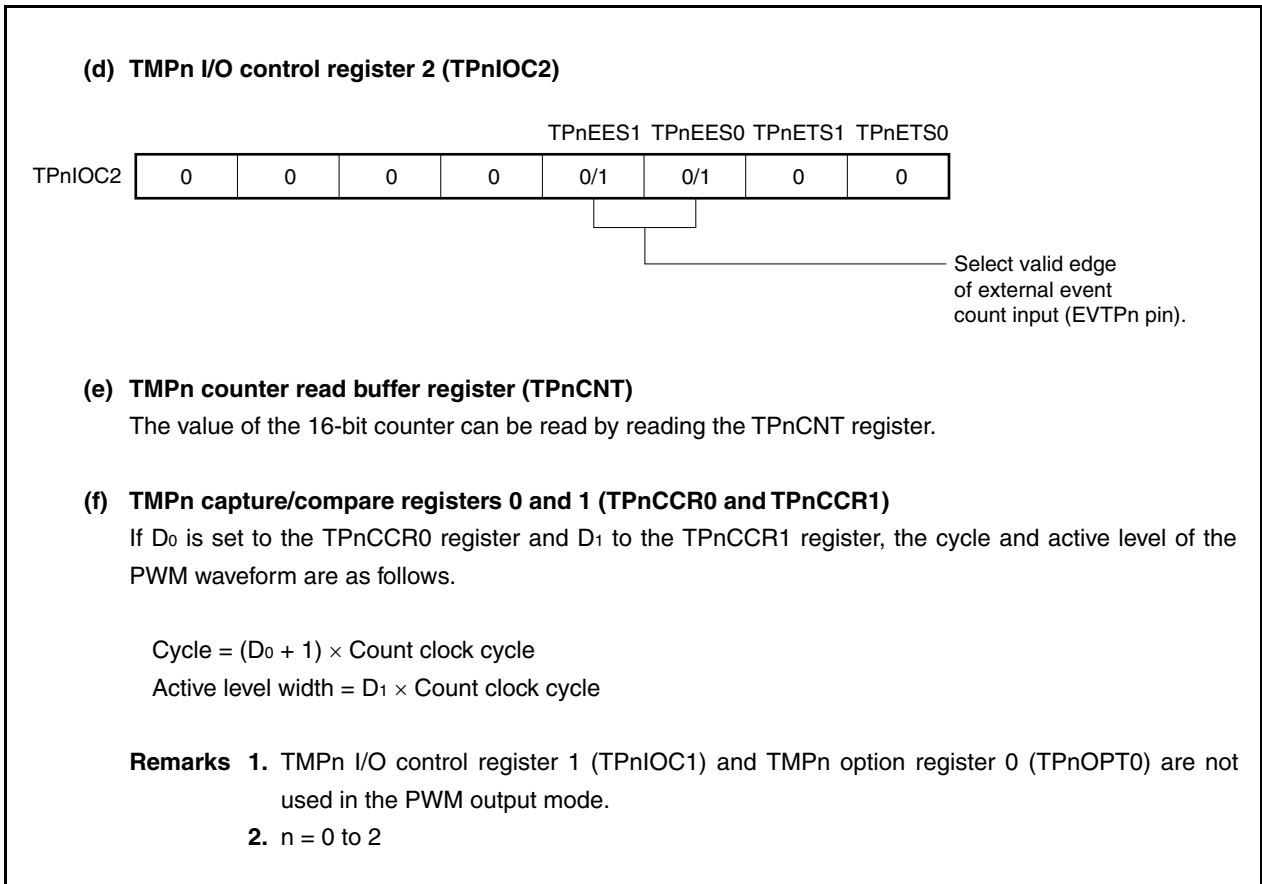 (d) TMPn I/O control register 2 (TPnIOC2)
TPnEES1 TPnEES0 TPnETS1 TPnETS0
TPnIOC2 0 0 0 0 0/1 0/1 0 0
Select valid edge
of external event
count input (EVTPn pin).
(e) TMPn counter read buffer register (TPnCNT)
The value of the 16-bit counter can be read by reading the TPnCNT register.
(f) TMPn capture/compare registers 0 and 1 (TPnCCR0 and TPnCCR1)
If D₀ is set to the TPnCCR0 register and D₁ to the TPnCCR1 register, the cycle and active level of the
PWM waveform are as follows.
Cycle = (D₀ + 1) × Count clock cycle
Active level width = D₁ × Count clock cycle
Remarks 1. TMPn I/O control register 1 (TPnIOC1) and TMPn option register 0 (TPnOPT0) are not
used in the PWM output mode.
2. n = 0 to 2